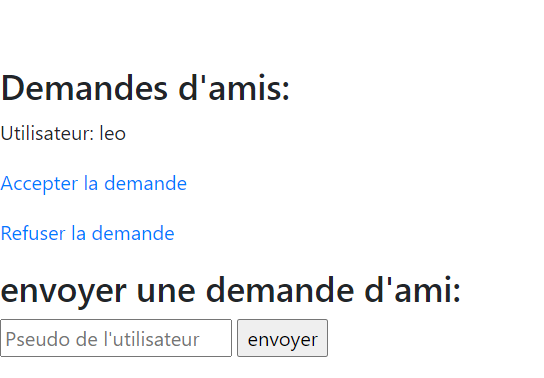 Demandes d'amis:
Utilisateur: leo
Accepter la demande
Refuser la demande
envoyer une demande d'ami:
Pseudo de l'utilisateur envoyer